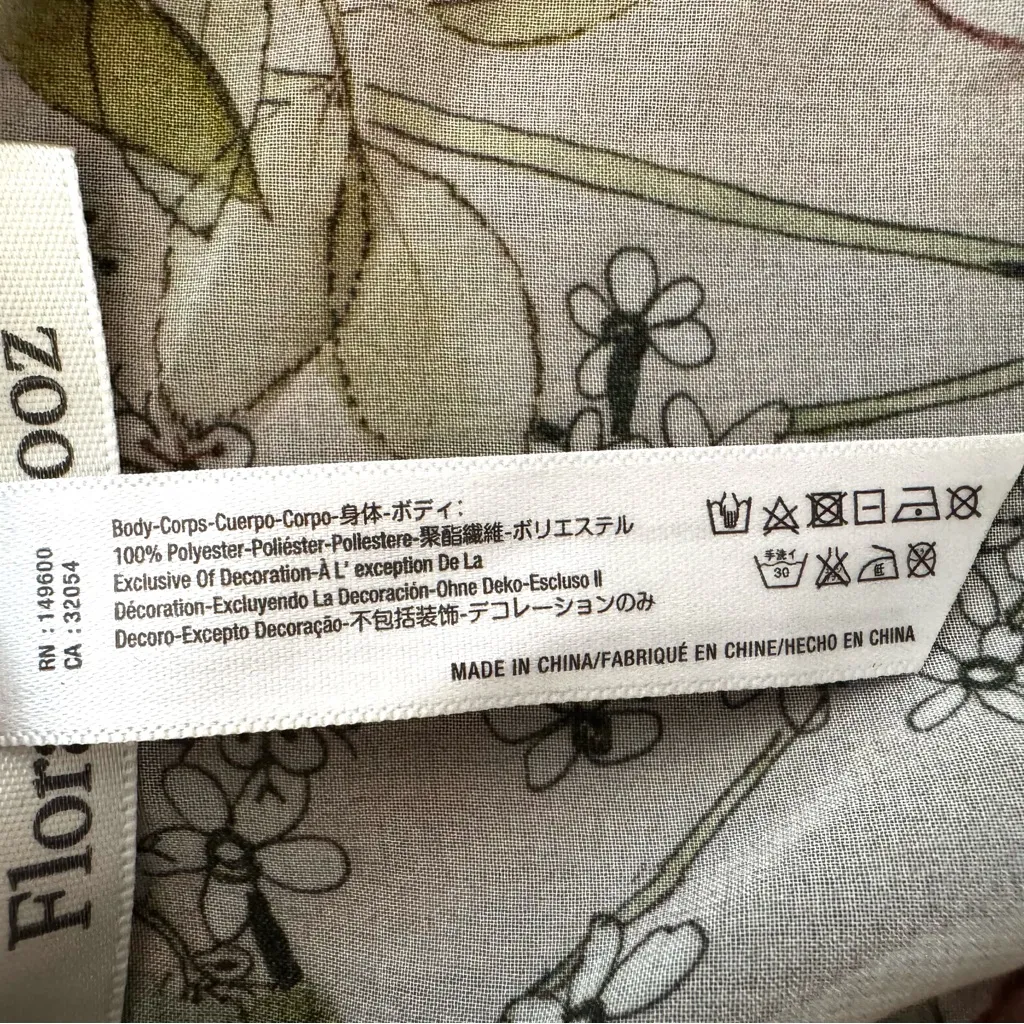 Body-Corps-Cuerpo-Corpo-身体-ボディ:
100% Polyester-Poliéster-Poliestere-聚酯纖維-ポリエステル
Exclusive Of Decoration-À L' exception De La
Décoration-Excluyendo La Decoración-Ohne Deko-Escluso Il
Decoro-Excepto Decoração-不包括装饰-デコレーションのみ
MADE IN CHINA/FABRIQUÉ EN CHINE/HECHO EN CHINA
手洗イ
30
低
RN : 149600
CA : 32054